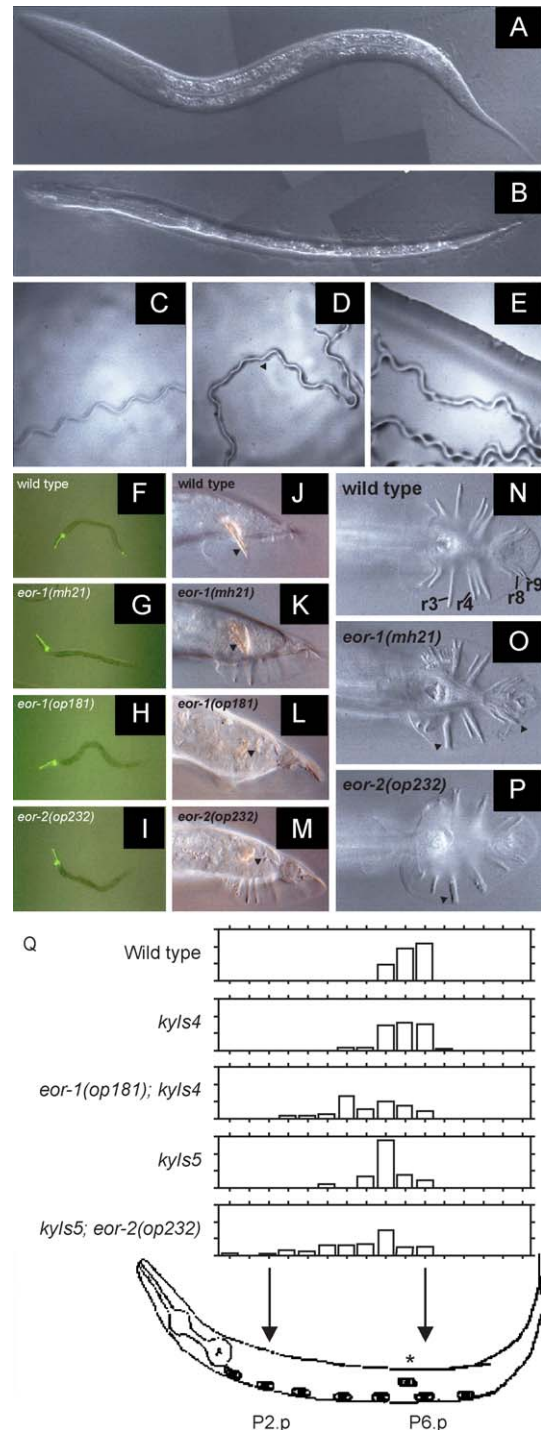 A
B
C
D
E
wild type
F
wild type
J
wild type
N
r3
r4
r8
r9
eor-1(mh21)
G
eor-1(mh21)
K
eor-1(mh21)
O
eor-1(op181)
H
eor-1(op181)
L
eor-2(op232)
P
eor-2(op232)
I
eor-2(op232)
M
Q
Wild type
kyIs4
eor-1(op181); kyIs4
kyIs5
kyIs5; eor-2(op232)
*
P2.p
P6.p